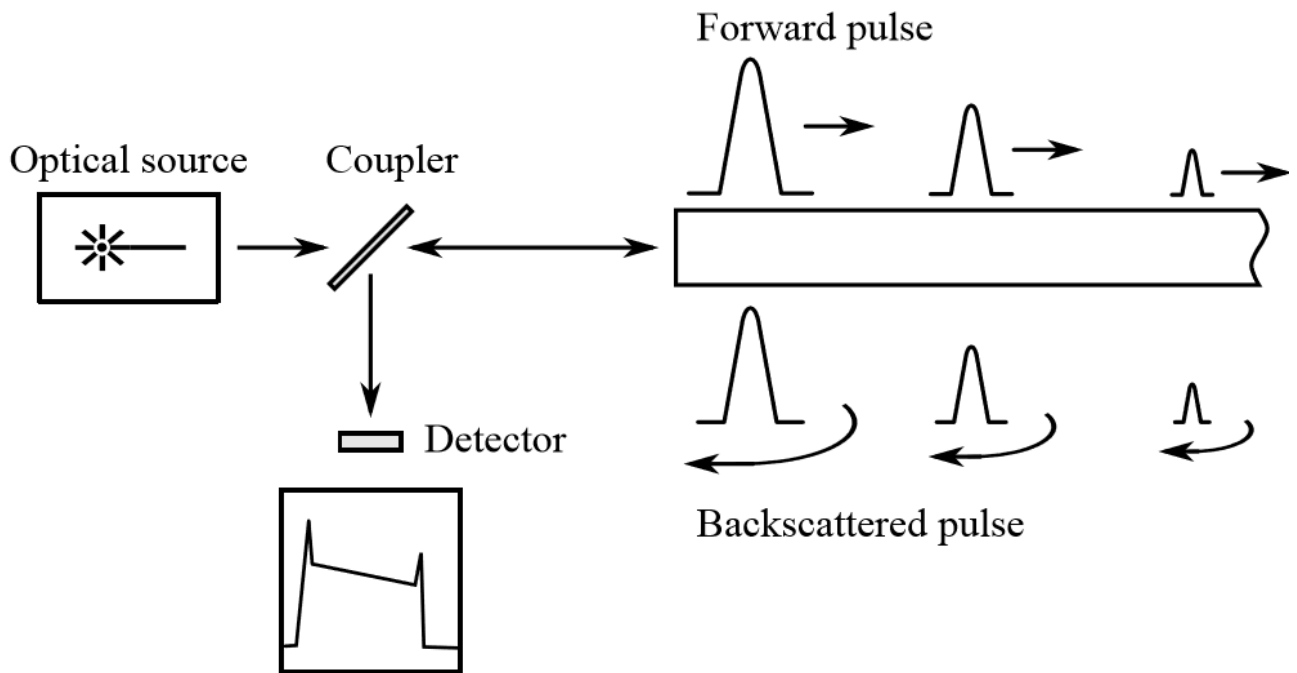 Forward pulse
Optical source
Coupler
Detector
Backscattered pulse